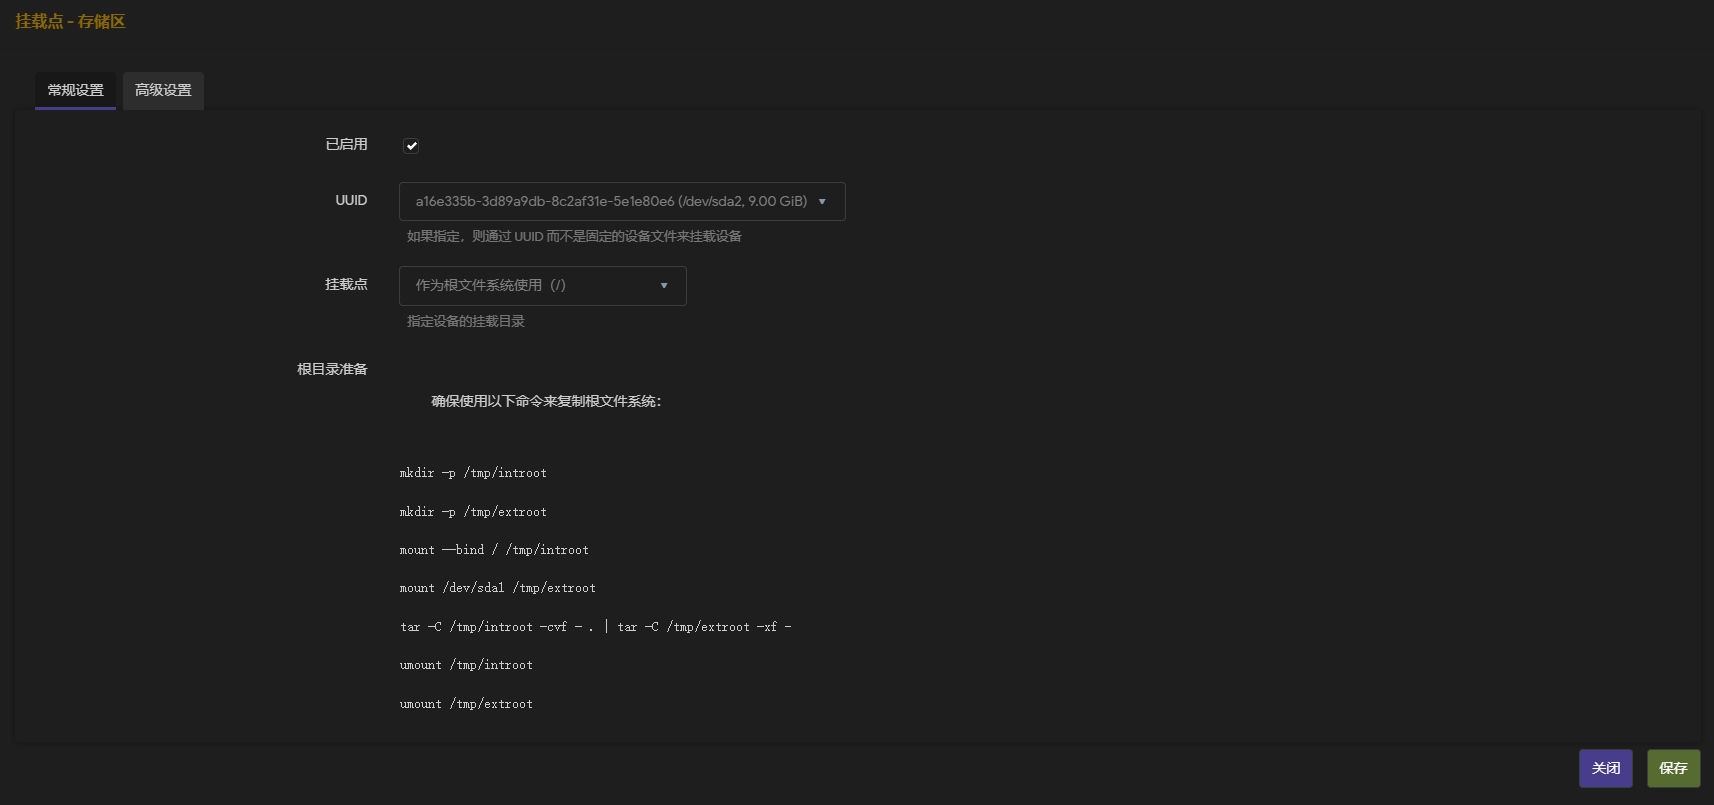 挂载点 - 存储区
常规设置 高级设置
已启用
UUID a16e335b-3d89a9db-8c2af31e-5e1e80e6 (/dev/sda2, 9.00 GiB)
如果指定，则通过 UUID 而不是固定的设备文件来挂载设备
挂载点 作为根文件系统使用（/）
指定设备的挂载目录
根目录准备
确保使用以下命令来复制根文件系统：
mkdir -p /tmp/introot
mkdir -p /tmp/extroot
mount --bind / /tmp/introot
mount /dev/sda1 /tmp/extroot
tar -C /tmp/introot -cvf - . | tar -C /tmp/extroot -xf -
umount /tmp/introot
umount /tmp/extroot
关闭 保存